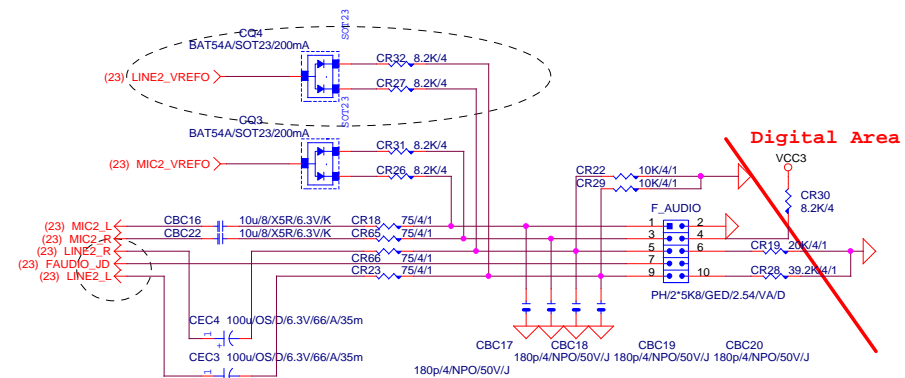 CQ4
BAT54A/SOT23/200mA
SOT23
(23) LINE2_VREFO
CR32 8.2K/4
CR27 8.2K/4
SOT23
CQ3
BAT54A/SOT23/200mA
(23) MIC2_VREFO
CR31 8.2K/4
CR26 8.2K/4
Digital Area
VCC3
CR22 10K/4/1
CR29 10K/4/1
CR30
8.2K/4
F_AUDIO
(23) MIC2_L CBC16 10u/8/X5R/6.3V/K CR18 75/4/1 1 2
(23) MIC2_R CBC22 10u/8/X5R/6.3V/K CR65 75/4/1 3 4
(23) LINE2_R 5 6 CR19 20K/4/1
(23) FAUDIO_JD CR66 75/4/1 7
(23) LINE2_L CR23 75/4/1 9 10 CR28 39.2K/4/1
PH/2*5K8/GED/2.54/VA/D
CEC4 100u/OS/D/6.3V/66/A/35m
1
+
CEC3 100u/OS/D/6.3V/66/A/35m
1
CBC17 CBC18 CBC19 CBC20
180p/4/NPO/50V/J 180p/4/NPO/50V/J 180p/4/NPO/50V/J
180p/4/NPO/50V/J